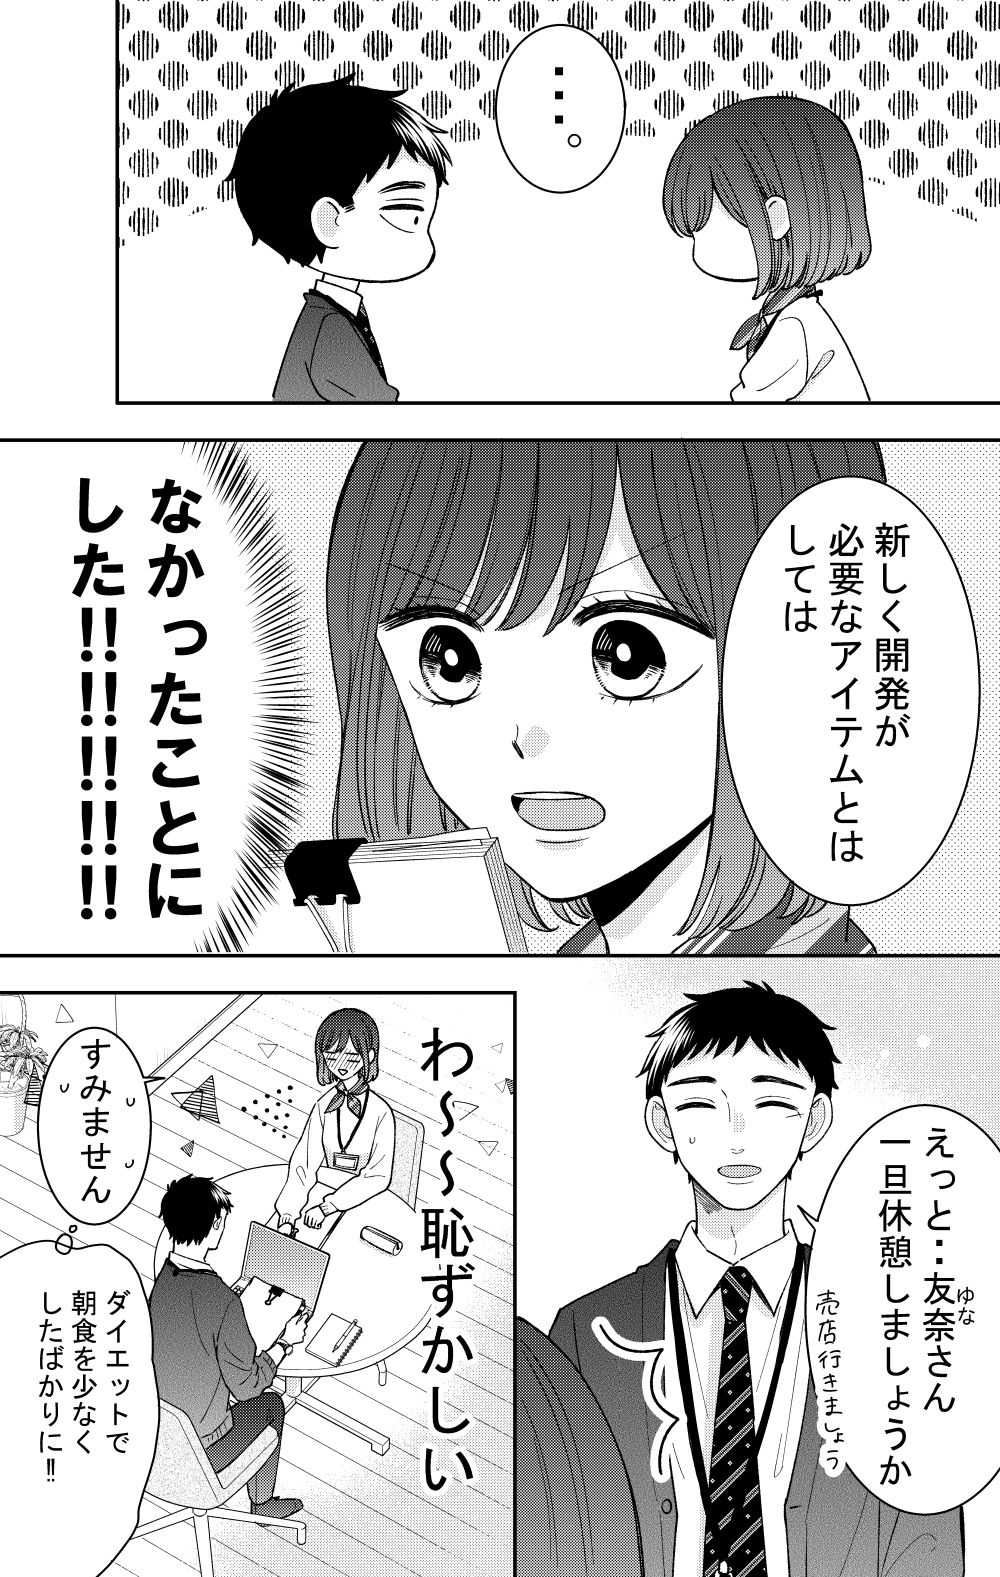 ・・・。
新しく開発が
必要なアイテムとは
しては
なかったことに
した!!!!!!!!!!
えっと・・友奈さん
ゆな
一旦休憩しましょうか
売店行きましょう
わ～～恥ずかしい
すみません
ダイエットで
朝食を少なく
したばかりに!!